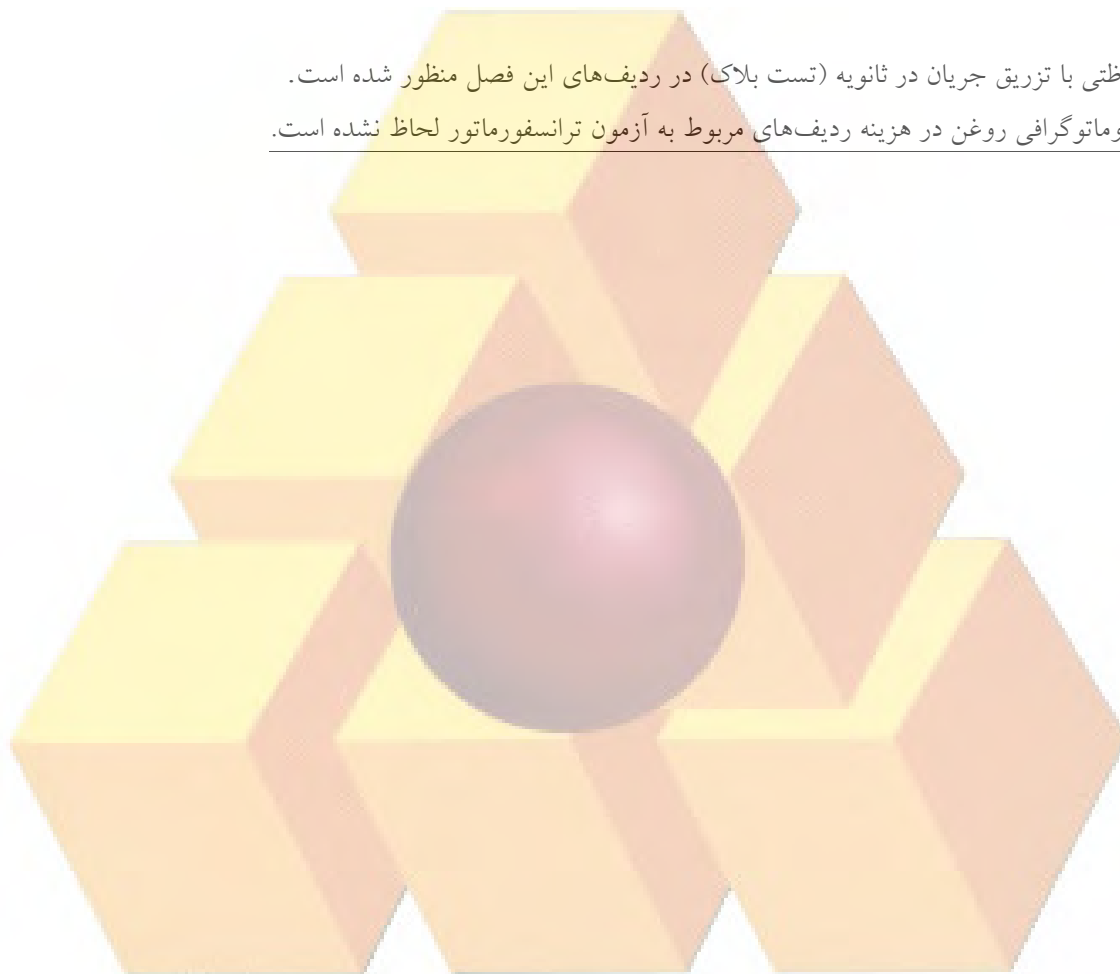 ظتی با تزریق جریان در ثانویه (تست بلاک) در ردیف‌های این فصل منظور شده است.
وماتوگرافی روغن در هزینه ردیف‌های مربوط به آزمون ترانسفورماتور لحاظ نشده است.